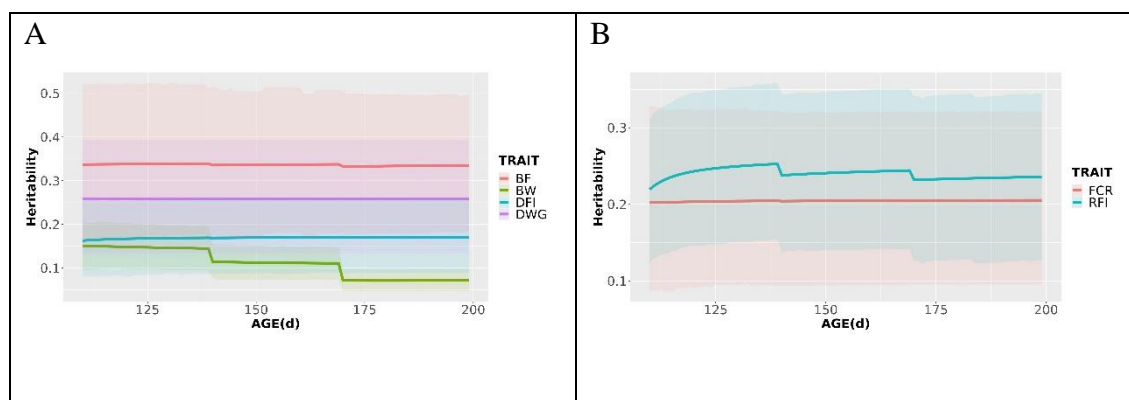 A
0.5
0.4
0.3
0.2
0.1
Heritability
125 150 175 200
AGE(d)
TRAIT
BF
BW
DFI
DWG
B
0.3
0.2
0.1
Heritability
125 150 175 200
AGE(d)
TRAIT
FCR
RFI